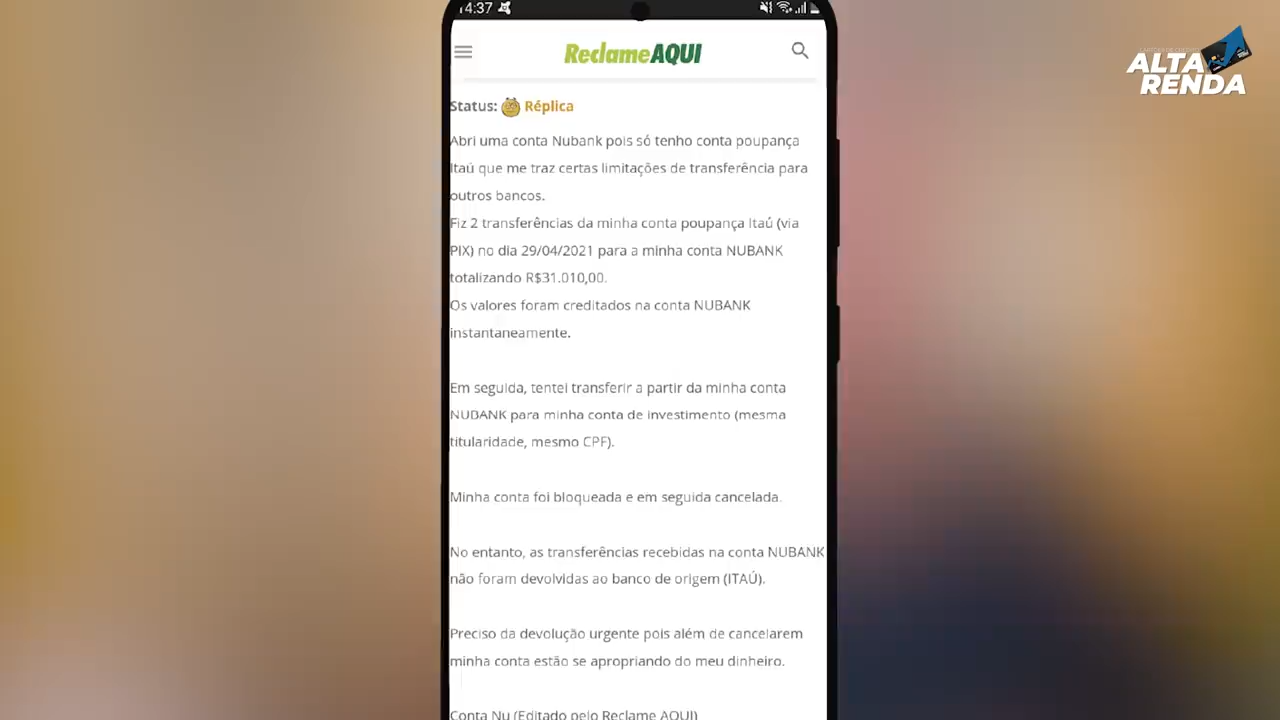 14:37
ReclameAQUI
ALTA
RENDA
Status: Réplica
Abri uma conta Nubank pois só tenho conta poupança
Itaú que me traz certas limitações de transferência para
outros bancos.
Fiz 2 transferências da minha conta poupança Itaú (via
PIX) no dia 29/04/2021 para a minha conta NUBANK
totalizando R$31.010,00.
Os valores foram creditados na conta NUBANK
instantaneamente.
Em seguida, tentei transferir a partir da minha conta
NUBANK para minha conta de investimento (mesma
titularidade, mesmo CPF).
Minha conta foi bloqueada e em seguida cancelada.
No entanto, as transferências recebidas na conta NUBANK
não foram devolvidas ao banco de origem (ITAÚ).
Preciso da devolução urgente pois além de cancelarem
minha conta estão se apropriando do meu dinheiro.
Conta Nu (Editado pelo Reclame AQUI)